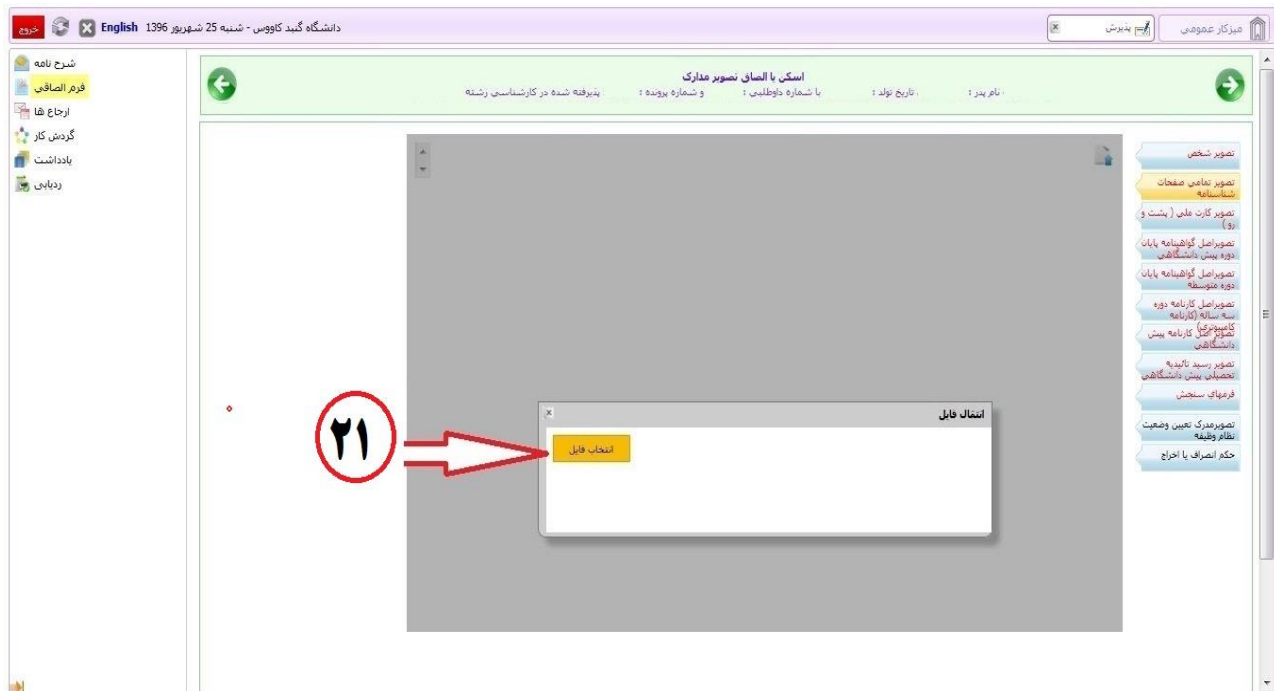 میزکار عمومی
پذیرش
دانشگاه گنبد کاووس - شنبه 25 شهریور 1396 English
خروج
اسکن یا الصاق تصویر مدارک
نام پدر : ، تاریخ تولد : با شماره داوطلبی : و شماره پرونده : پذیرفته شده در کارشناسی رشته
شرح نامه
فرم الصاقی
ارجاع ها
گردش کار
یادداشت
ردیابی
تصویر شخص
تصویر تمامی صفحات
شناسنامه
تصویر کارت ملی ( پشت و
رو )
تصویراصل گواهینامه پایان
دوره پیش دانشگاهی
تصویراصل گواهینامه پایان
دوره متوسطه
تصویراصل کارنامه دوره
سه ساله (کارنامه
کامپیوتری)
تصویر اصل کارنامه پیش
دانشگاهی
تصویر رسید تائیدیه
تحصیلی پیش دانشگاهی
فرمهای سنجش
تصویرمدرک تعیین وضعیت
نظام وظیفه
حکم انصراف یا اخراج
انتقال فایل
انتخاب فایل
۲۱